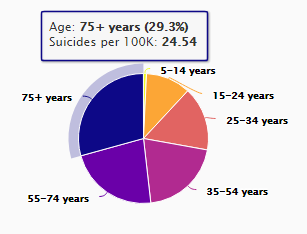 Age: 75+ years (29.3%)
Suicides per 100K: 24.54
5-14 years
15-24 years
75+ years
25-34 years
35-54 years
55-74 years